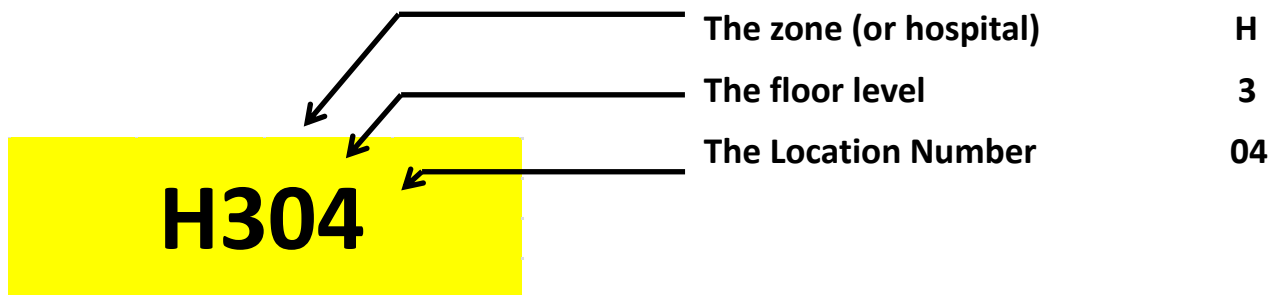 The zone (or hospital) H
The floor level 3
The Location Number 04
H304